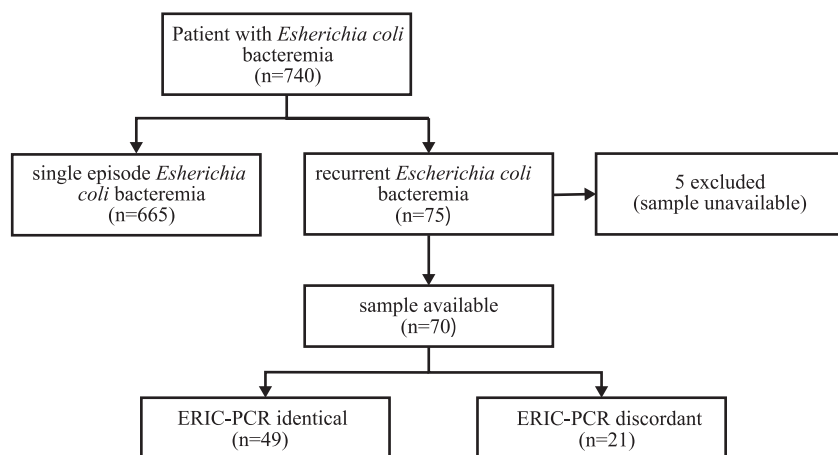 Patient with Esherichia coli
bacteremia
(n=740)
single episode Esherichia
coli bacteremia
(n=665)
recurrent Escherichia coli
bacteremia
(n=75)
5 excluded
(sample unavailable)
sample available
(n=70)
ERIC-PCR identical
(n=49)
ERIC-PCR discordant
(n=21)